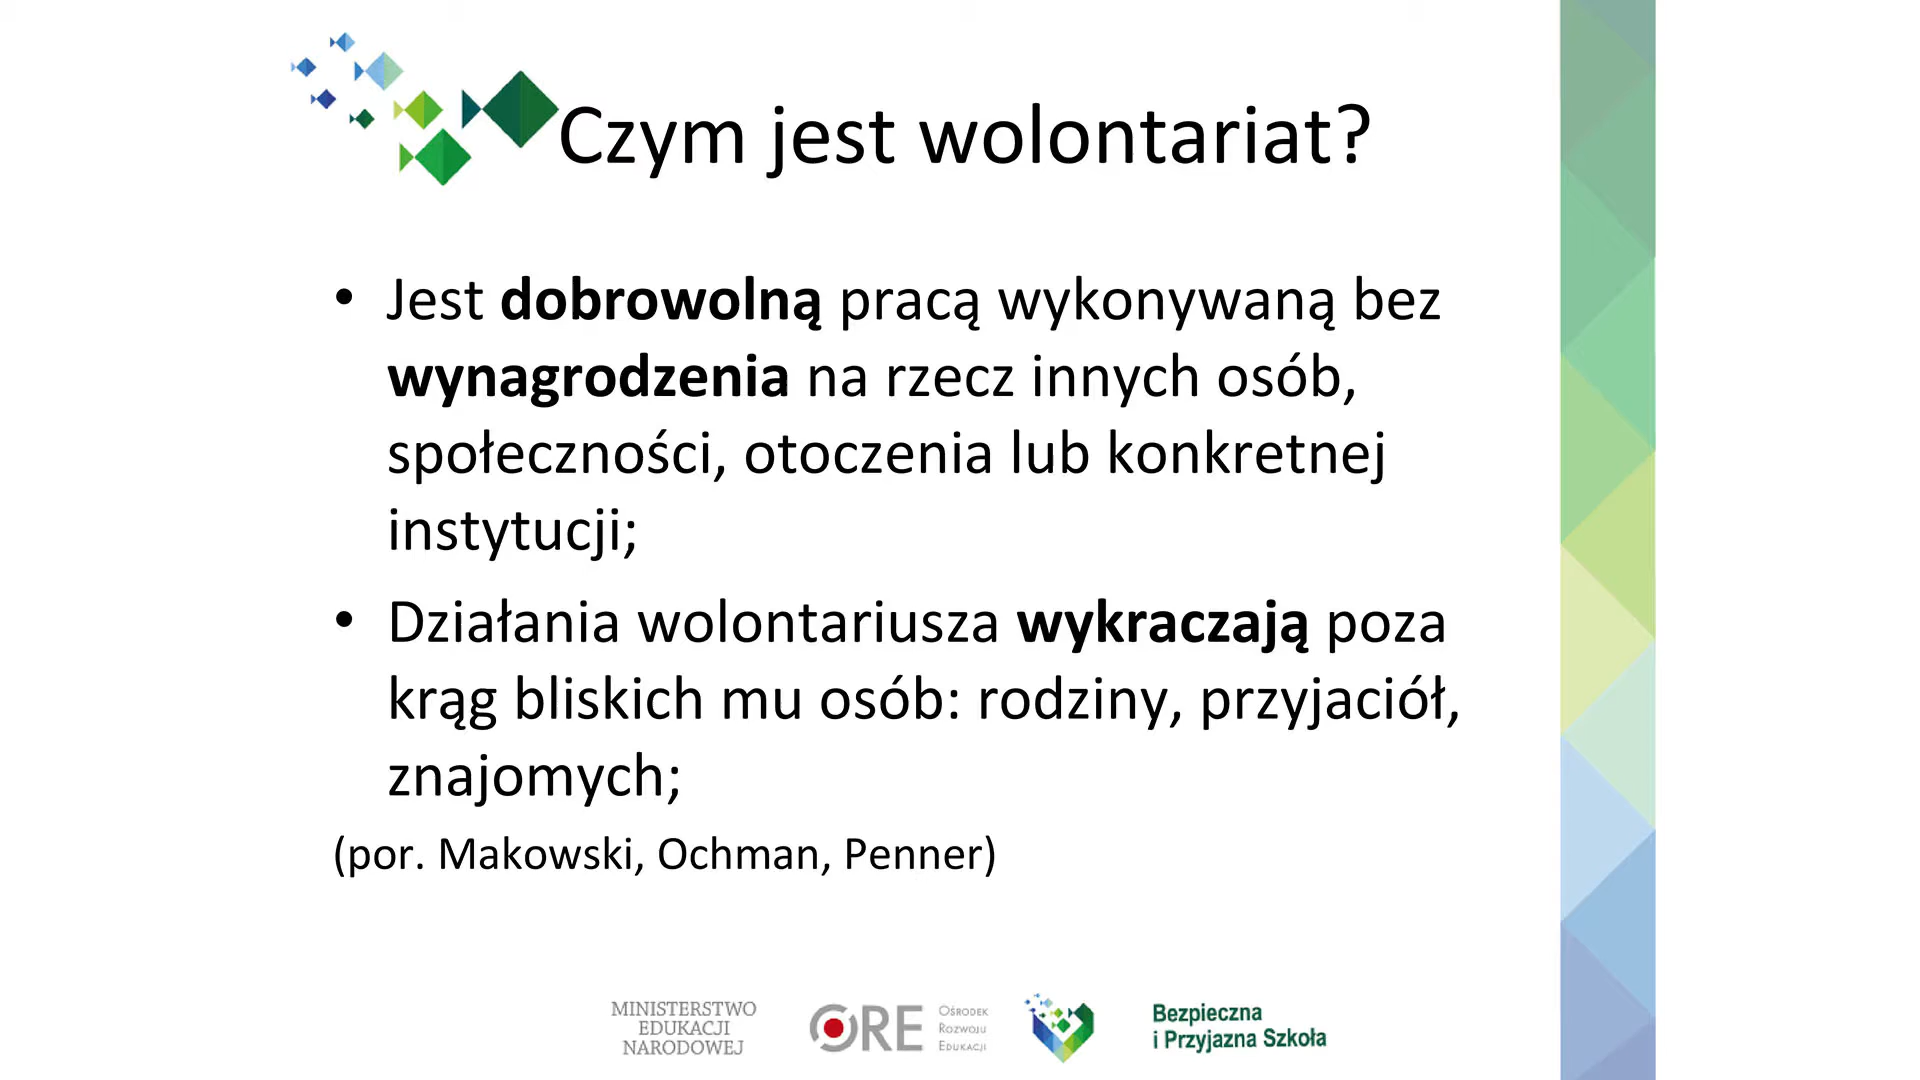 Czym jest wolontariat?
• Jest dobrowolną pracą wykonywaną bez
wynagrodzenia na rzecz innych osób,
społeczności, otoczenia lub konkretnej
instytucji;
• Działania wolontariusza wykraczają poza
krąg bliskich mu osób: rodziny, przyjaciół,
znajomych;
(por. Makowski, Ochman, Penner)
MINISTERSTWO
EDUKACJI
NARODOWEJ
ORE
Ośrodek
Rozwoju
Edukacji
Bezpieczna
i Przyjazna Szkoła